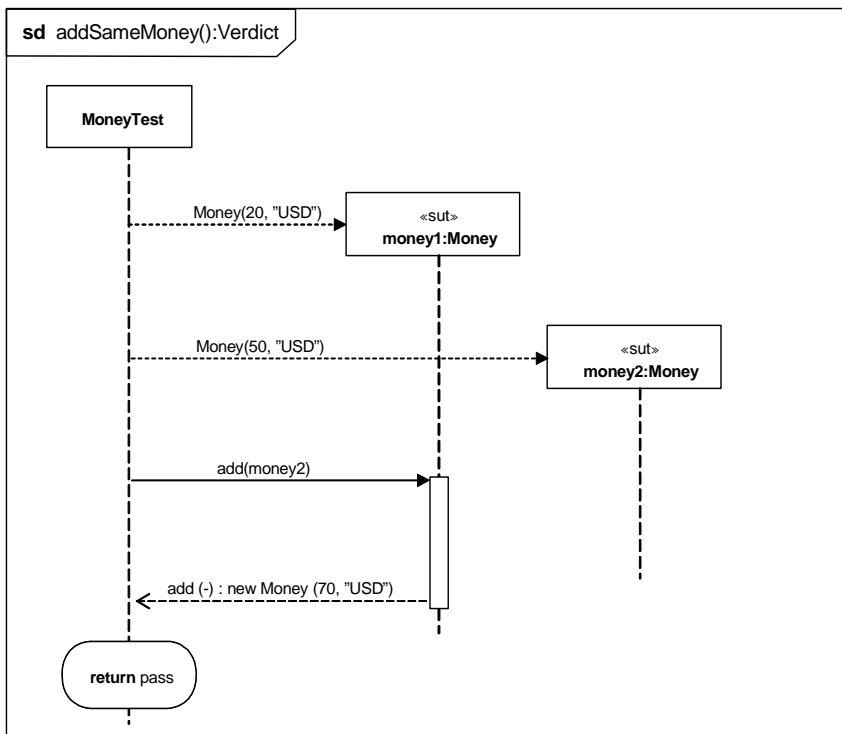 sd addSameMoney():Verdict
MoneyTest
Money(20, ”USD”)
«sut»
money1:Money
Money(50, ”USD”)
«sut»
money2:Money
add(money2)
add (-) : new Money (70, ”USD”)
return pass